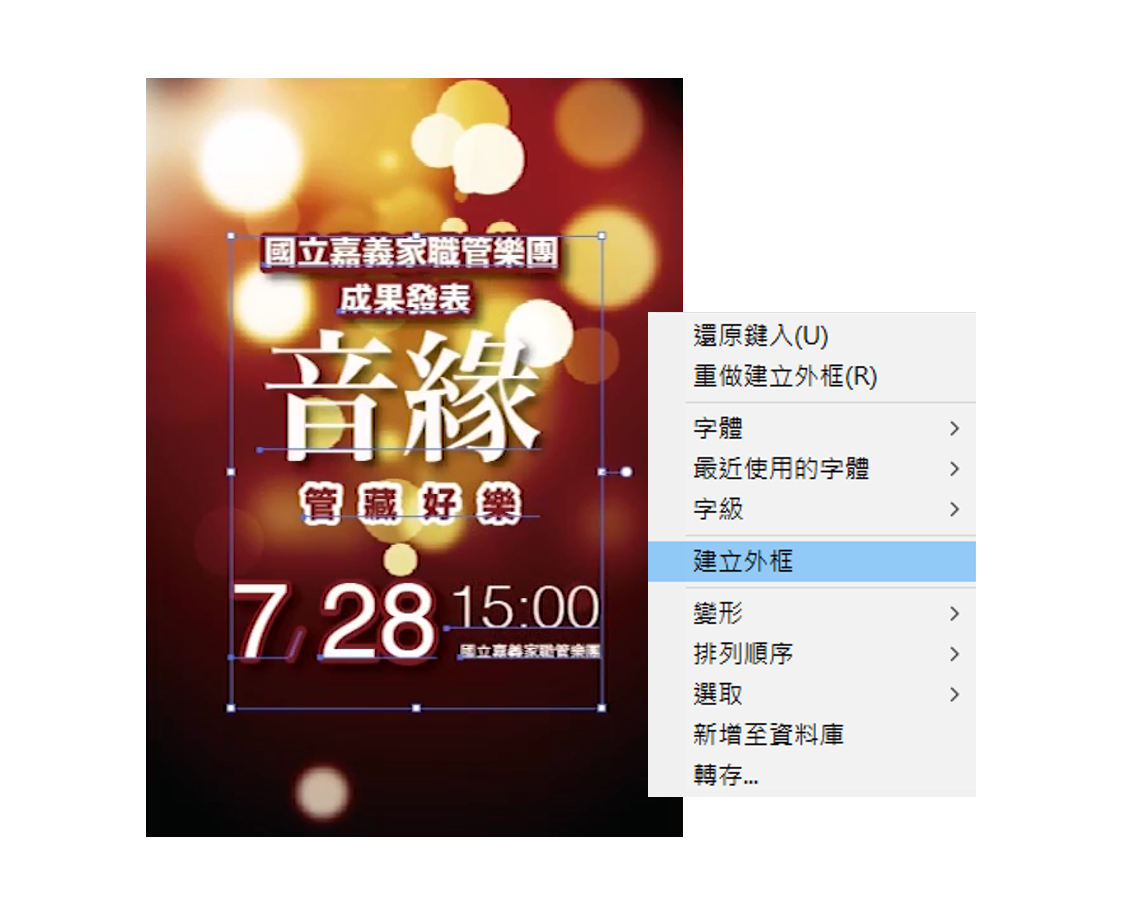 國立嘉義家職管樂團
成果發表
音緣
管藏好樂
7/28 15:00
國立嘉義家職管樂團
還原鍵入(U)
重做建立外框(R)
字體
最近使用的字體
字級
建立外框
變形
排列順序
選取
新增至資料庫
轉存...